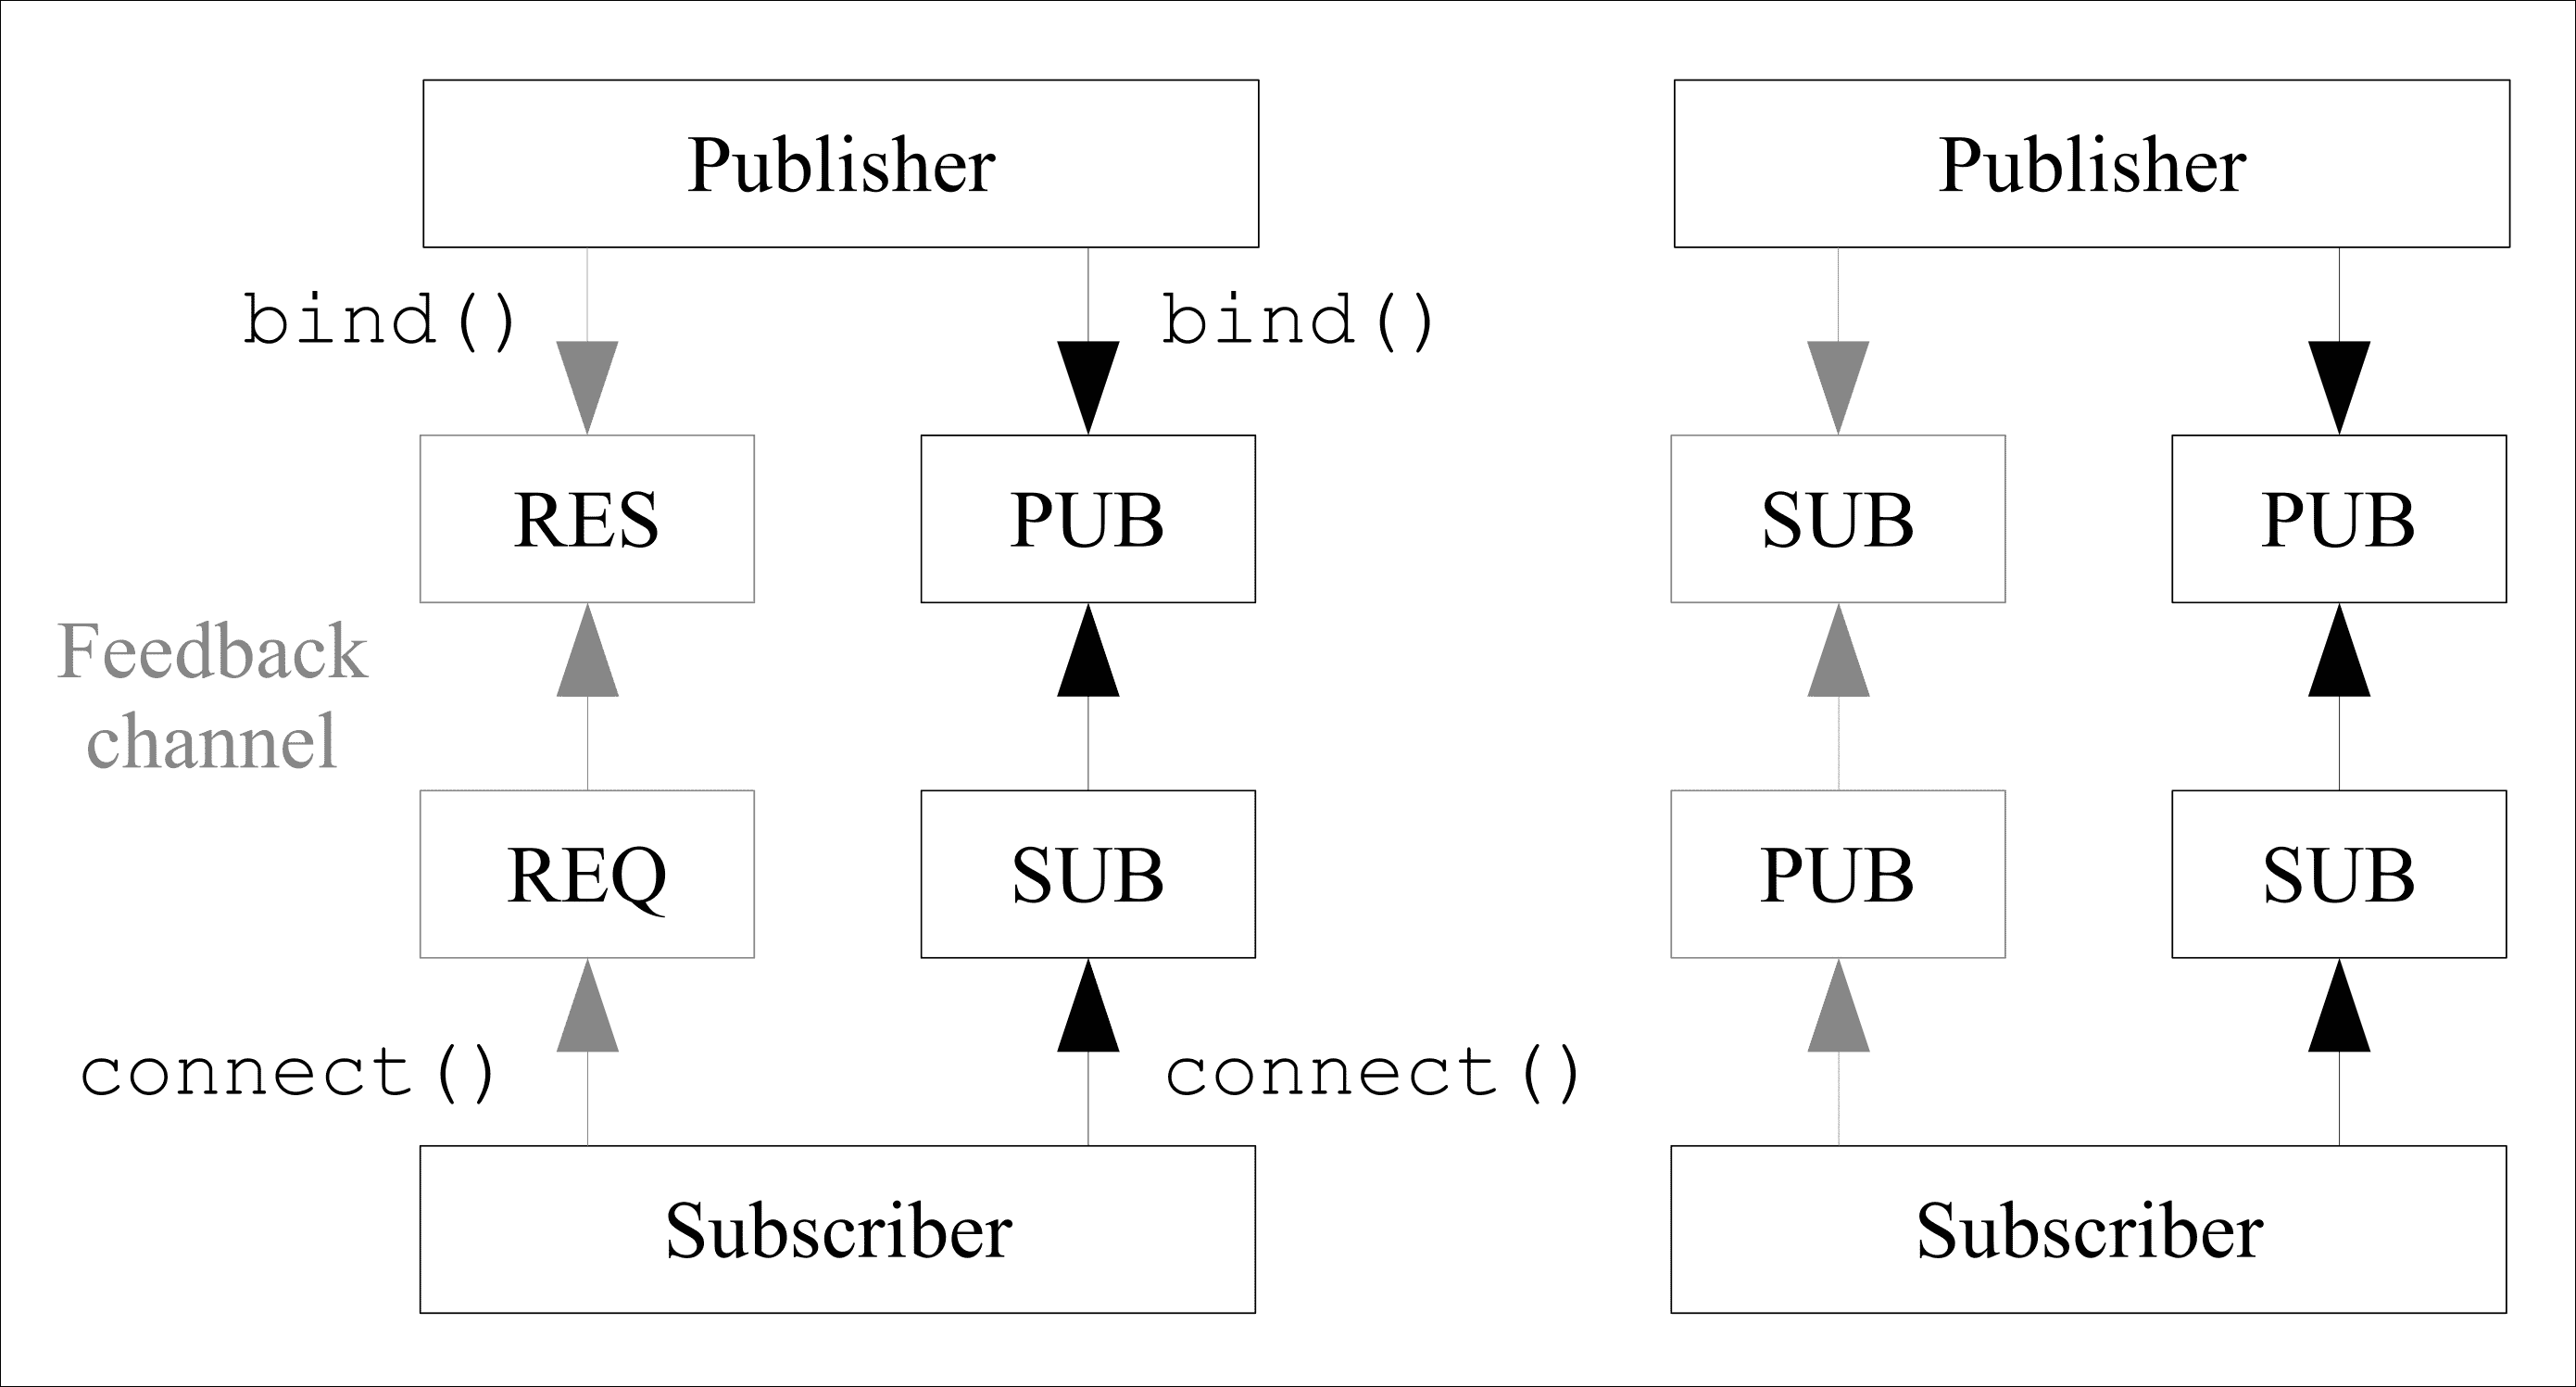 Publisher
Publisher
bind()
bind()
RES
PUB
SUB
PUB
Feedback
channel
REQ
SUB
PUB
SUB
connect()
connect()
Subscriber
Subscriber